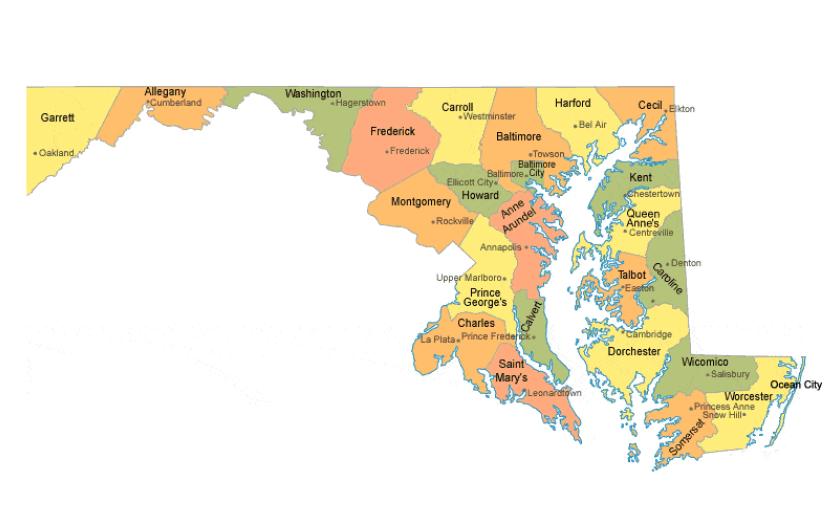 Garrett
Oakland
Allegany
Cumberland
Washington
Hagerstown
Frederick
Frederick
Carroll
Westminster
Baltimore
Towson
Baltimore
City
Baltimore
Harford
Bel Air
Cecil
Elkton
Montgomery
Rockville
Ellicott City
Howard
Anne
Arundel
Annapolis
Kent
Chestertown
Queen
Anne's
Centreville
Upper Marlboro
Prince
George's
Talbot
Easton
Caroline
Denton
Charles
La Plata
Prince Frederick
Calvert
Saint
Mary's
Leonardtown
Cambridge
Dorchester
Wicomico
Salisbury
Ocean City
Worcester
Princess Anne
Snow Hill
Somerset